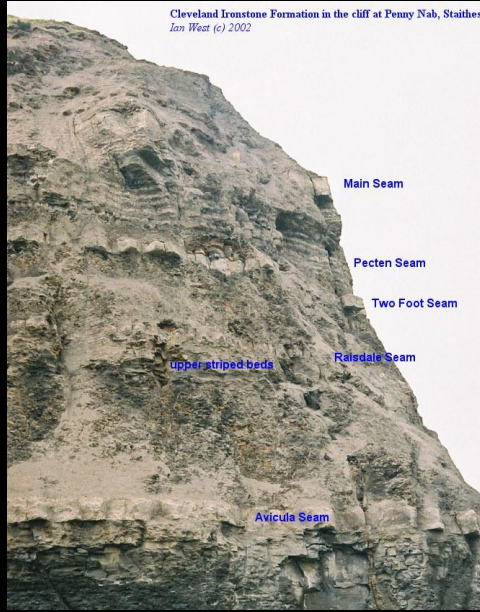 Cleveland Ironstone Formation in the cliff at Penny Nab, Staithes
Ian West (c) 2002
Main Seam
Pecten Seam
Two Foot Seam
Raisdale Seam
upper striped beds
Avicula Seam